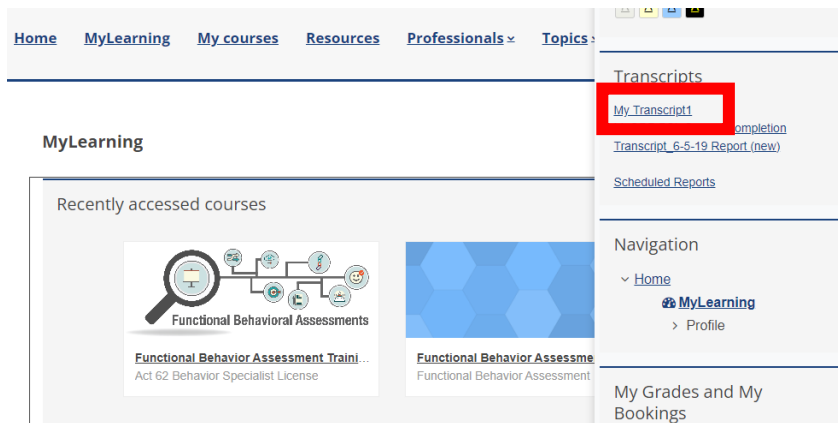 Home MyLearning My courses Resources Professionals Topics
MyLearning
Recently accessed courses
Functional Behavioral Assessments
Functional Behavior Assessment Traini...
Act 62 Behavior Specialist License
Functional Behavior Assessme
Functional Behavior Assessment
Transcripts
My Transcript1
ompletion
Transcript_6-5-19 Report (new)
Scheduled Reports
Navigation
Home
MyLearning
Profile
My Grades and My
Bookings